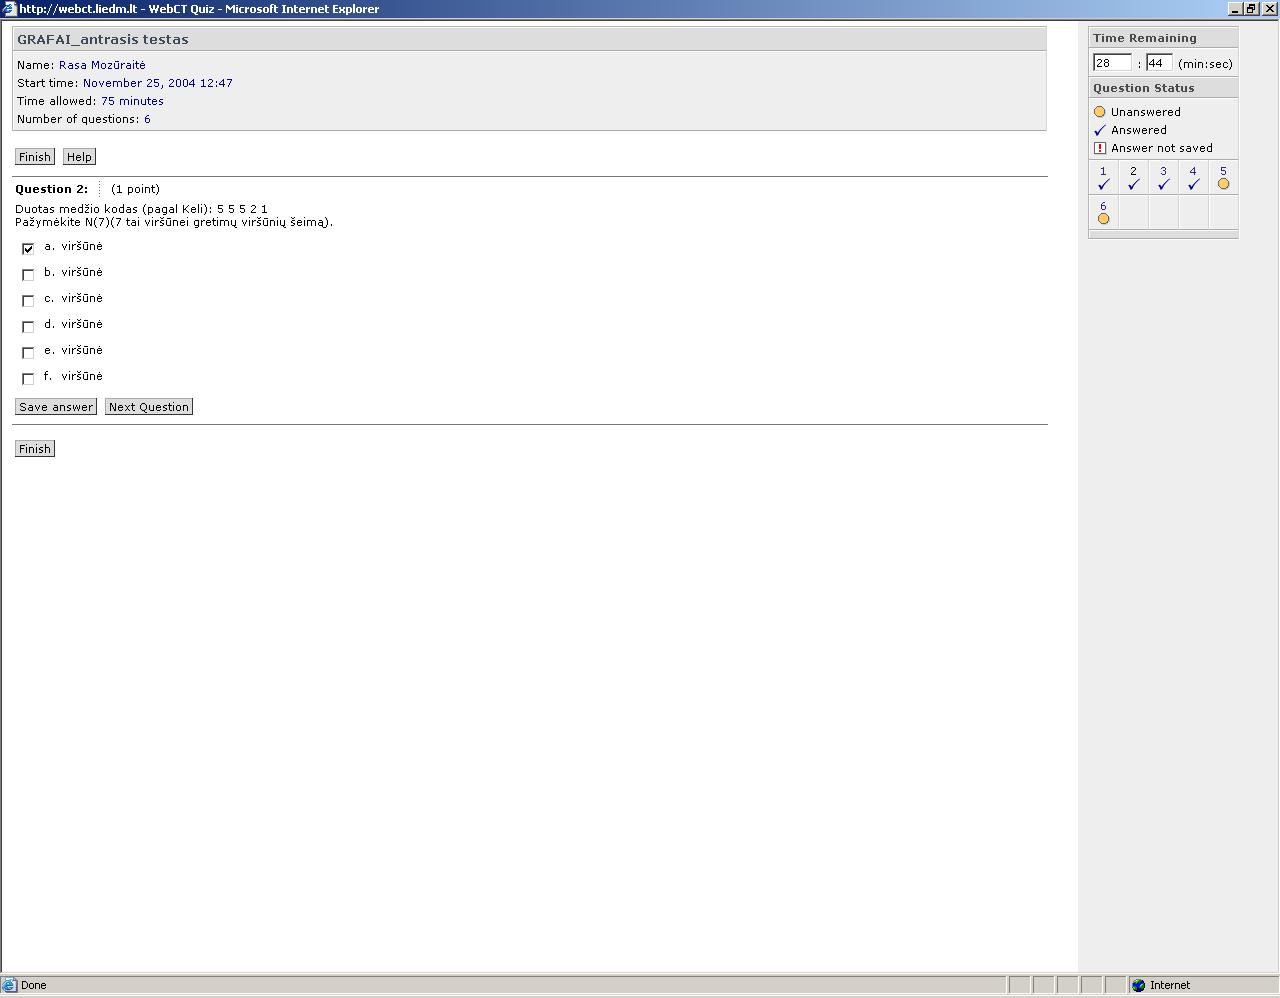 http://webct.liedm.lt - WebCT Quiz - Microsoft Internet Explorer
GRAFAI_antrasis testas
Name: Rasa Mozūraitė
Start time: November 25, 2004 12:47
Time allowed: 75 minutes
Number of questions: 6
Finish Help
Question 2: (1 point)
Duotas medžio kodas (pagal Keli): 5 5 5 2 1
Pažymėkite N(7)(7 tai viršūnei gretimų viršūnių šeimą).
a. viršūnė
b. viršūnė
c. viršūnė
d. viršūnė
e. viršūnė
f. viršūnė
Save answer Next Question
Finish
Time Remaining
28 : 44 (min:sec)
Question Status
Unanswered
Answered
! Answer not saved
1 2 3 4 5
6
Done Internet